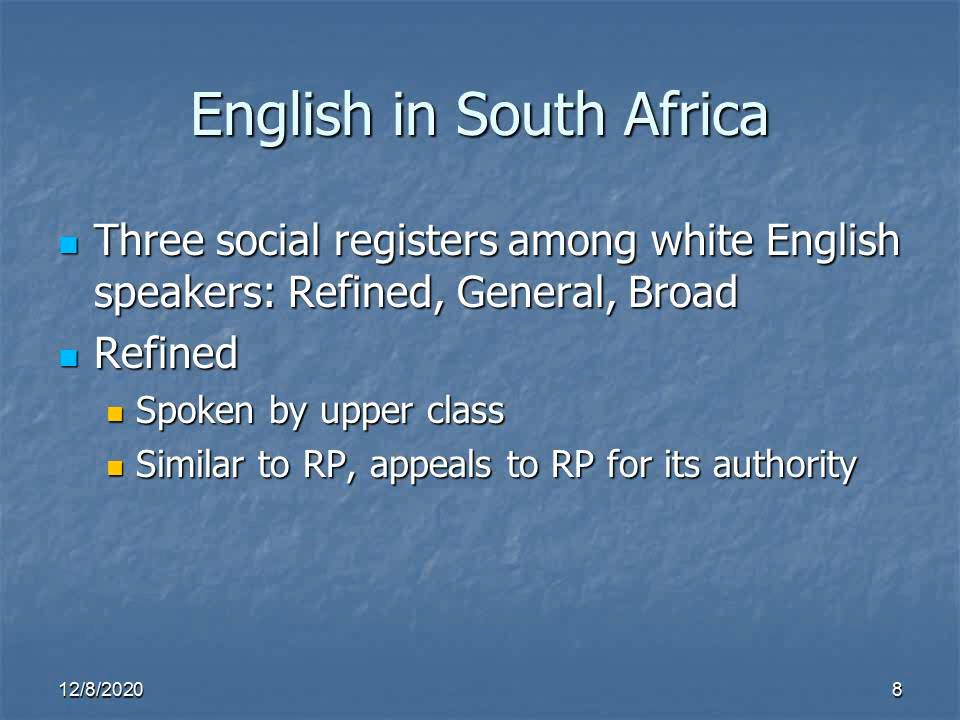 English in South Africa
Three social registers among white English
speakers: Refined, General, Broad
Refined
Spoken by upper class
Similar to RP, appeals to RP for its authority
12/8/2020
8